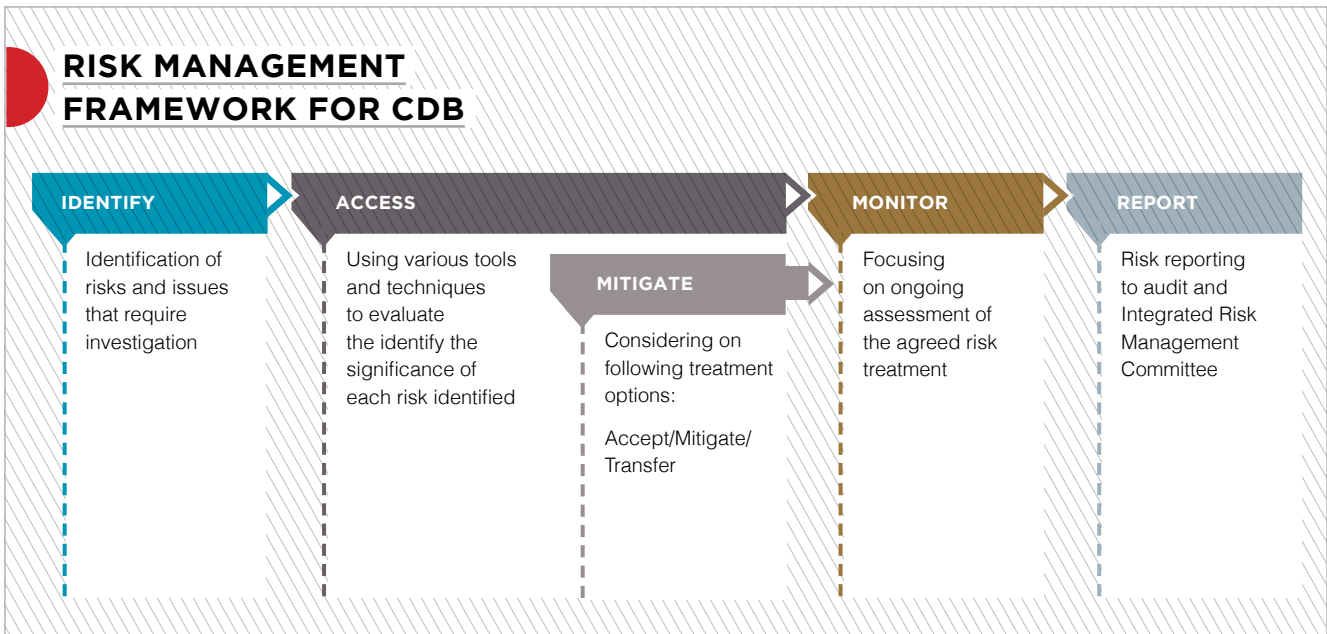 RISK MANAGEMENT
FRAMEWORK FOR CDB
IDENTIFY
Identification of
risks and issues
that require
investigation
ACCESS
Using various tools
and techniques
to evaluate
the identify the
significance of
each risk identified
MITIGATE
Considering on
following treatment
options:
Accept/Mitigate/
Transfer
MONITOR
Focusing
on ongoing
assessment of
the agreed risk
treatment
REPORT
Risk reporting
to audit and
Integrated Risk
Management
Committee